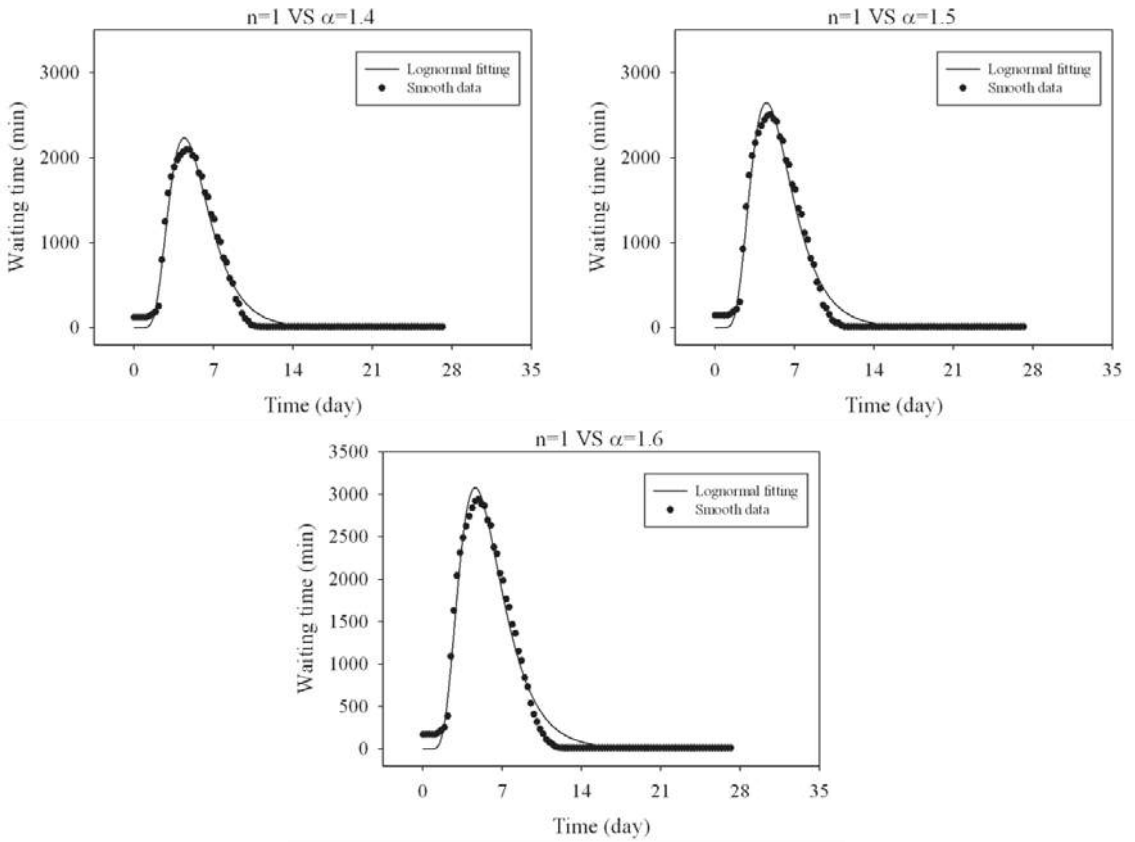 n=1 VS α=1.4
Waiting time (min)
3000
2000
1000
0
Lognormal fitting
Smooth data
0 7 14 21 28 35
Time (day)
n=1 VS α=1.5
Waiting time (min)
3000
2000
1000
0
Lognormal fitting
Smooth data
0 7 14 21 28 35
Time (day)
n=1 VS α=1.6
Waiting time (min)
3500
3000
2500
2000
1500
1000
500
0
Lognormal fitting
Smooth data
0 7 14 21 28 35
Time (day)